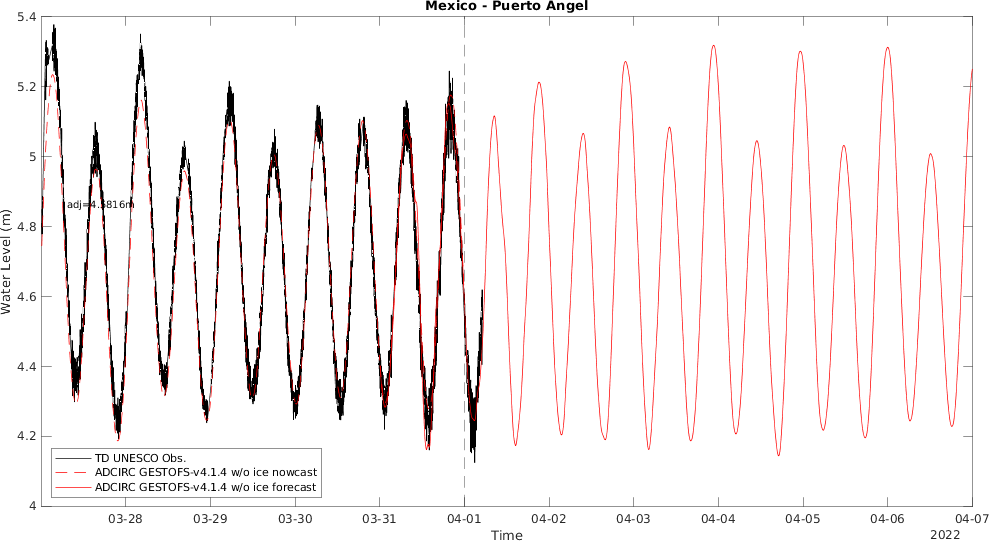 Mexico - Puerto Angel
5.4
5.2
5
4.8
4.6
4.4
4.2
4
Water Level (m)
adj=4.5816m
TD UNESCO Obs.
ADCIRC GESTOFS-v4.1.4 w/o ice nowcast
ADCIRC GESTOFS-v4.1.4 w/o ice forecast
03-28 03-29 03-30 03-31 04-01 04-02 04-03 04-04 04-05 04-06 04-07
Time
2022